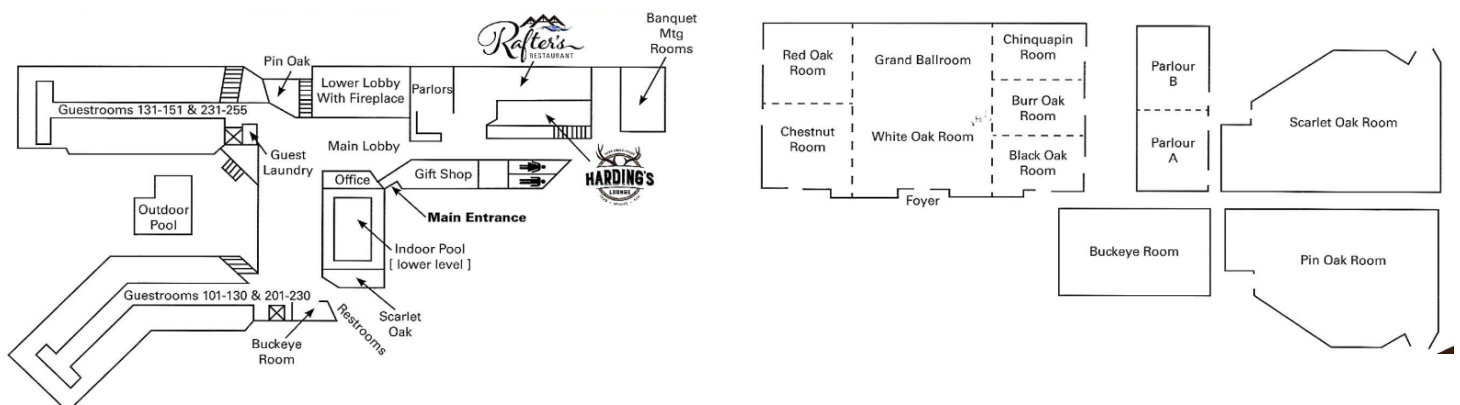 Rafter's
RESTAURANT
Banquet
Mtg
Rooms
Pin Oak
Lower Lobby
With Fireplace
Parlors
Guestrooms 131-151 & 231-255
Main Lobby
Guest
Laundry
Office
Gift Shop
HARDING'S
LOUNGE
Main Entrance
Outdoor
Pool
Indoor Pool
[ lower level ]
Guestrooms 101-130 & 201-230
Scarlet
Oak
Restrooms
Buckeye
Room
Red Oak
Room
Grand Ballroom
Chinquapin
Room
Chestnut
Room
White Oak Room
Burr Oak
Room
Black Oak
Room
Foyer
Parlour
B
Parlour
A
Scarlet Oak Room
Buckeye Room
Pin Oak Room